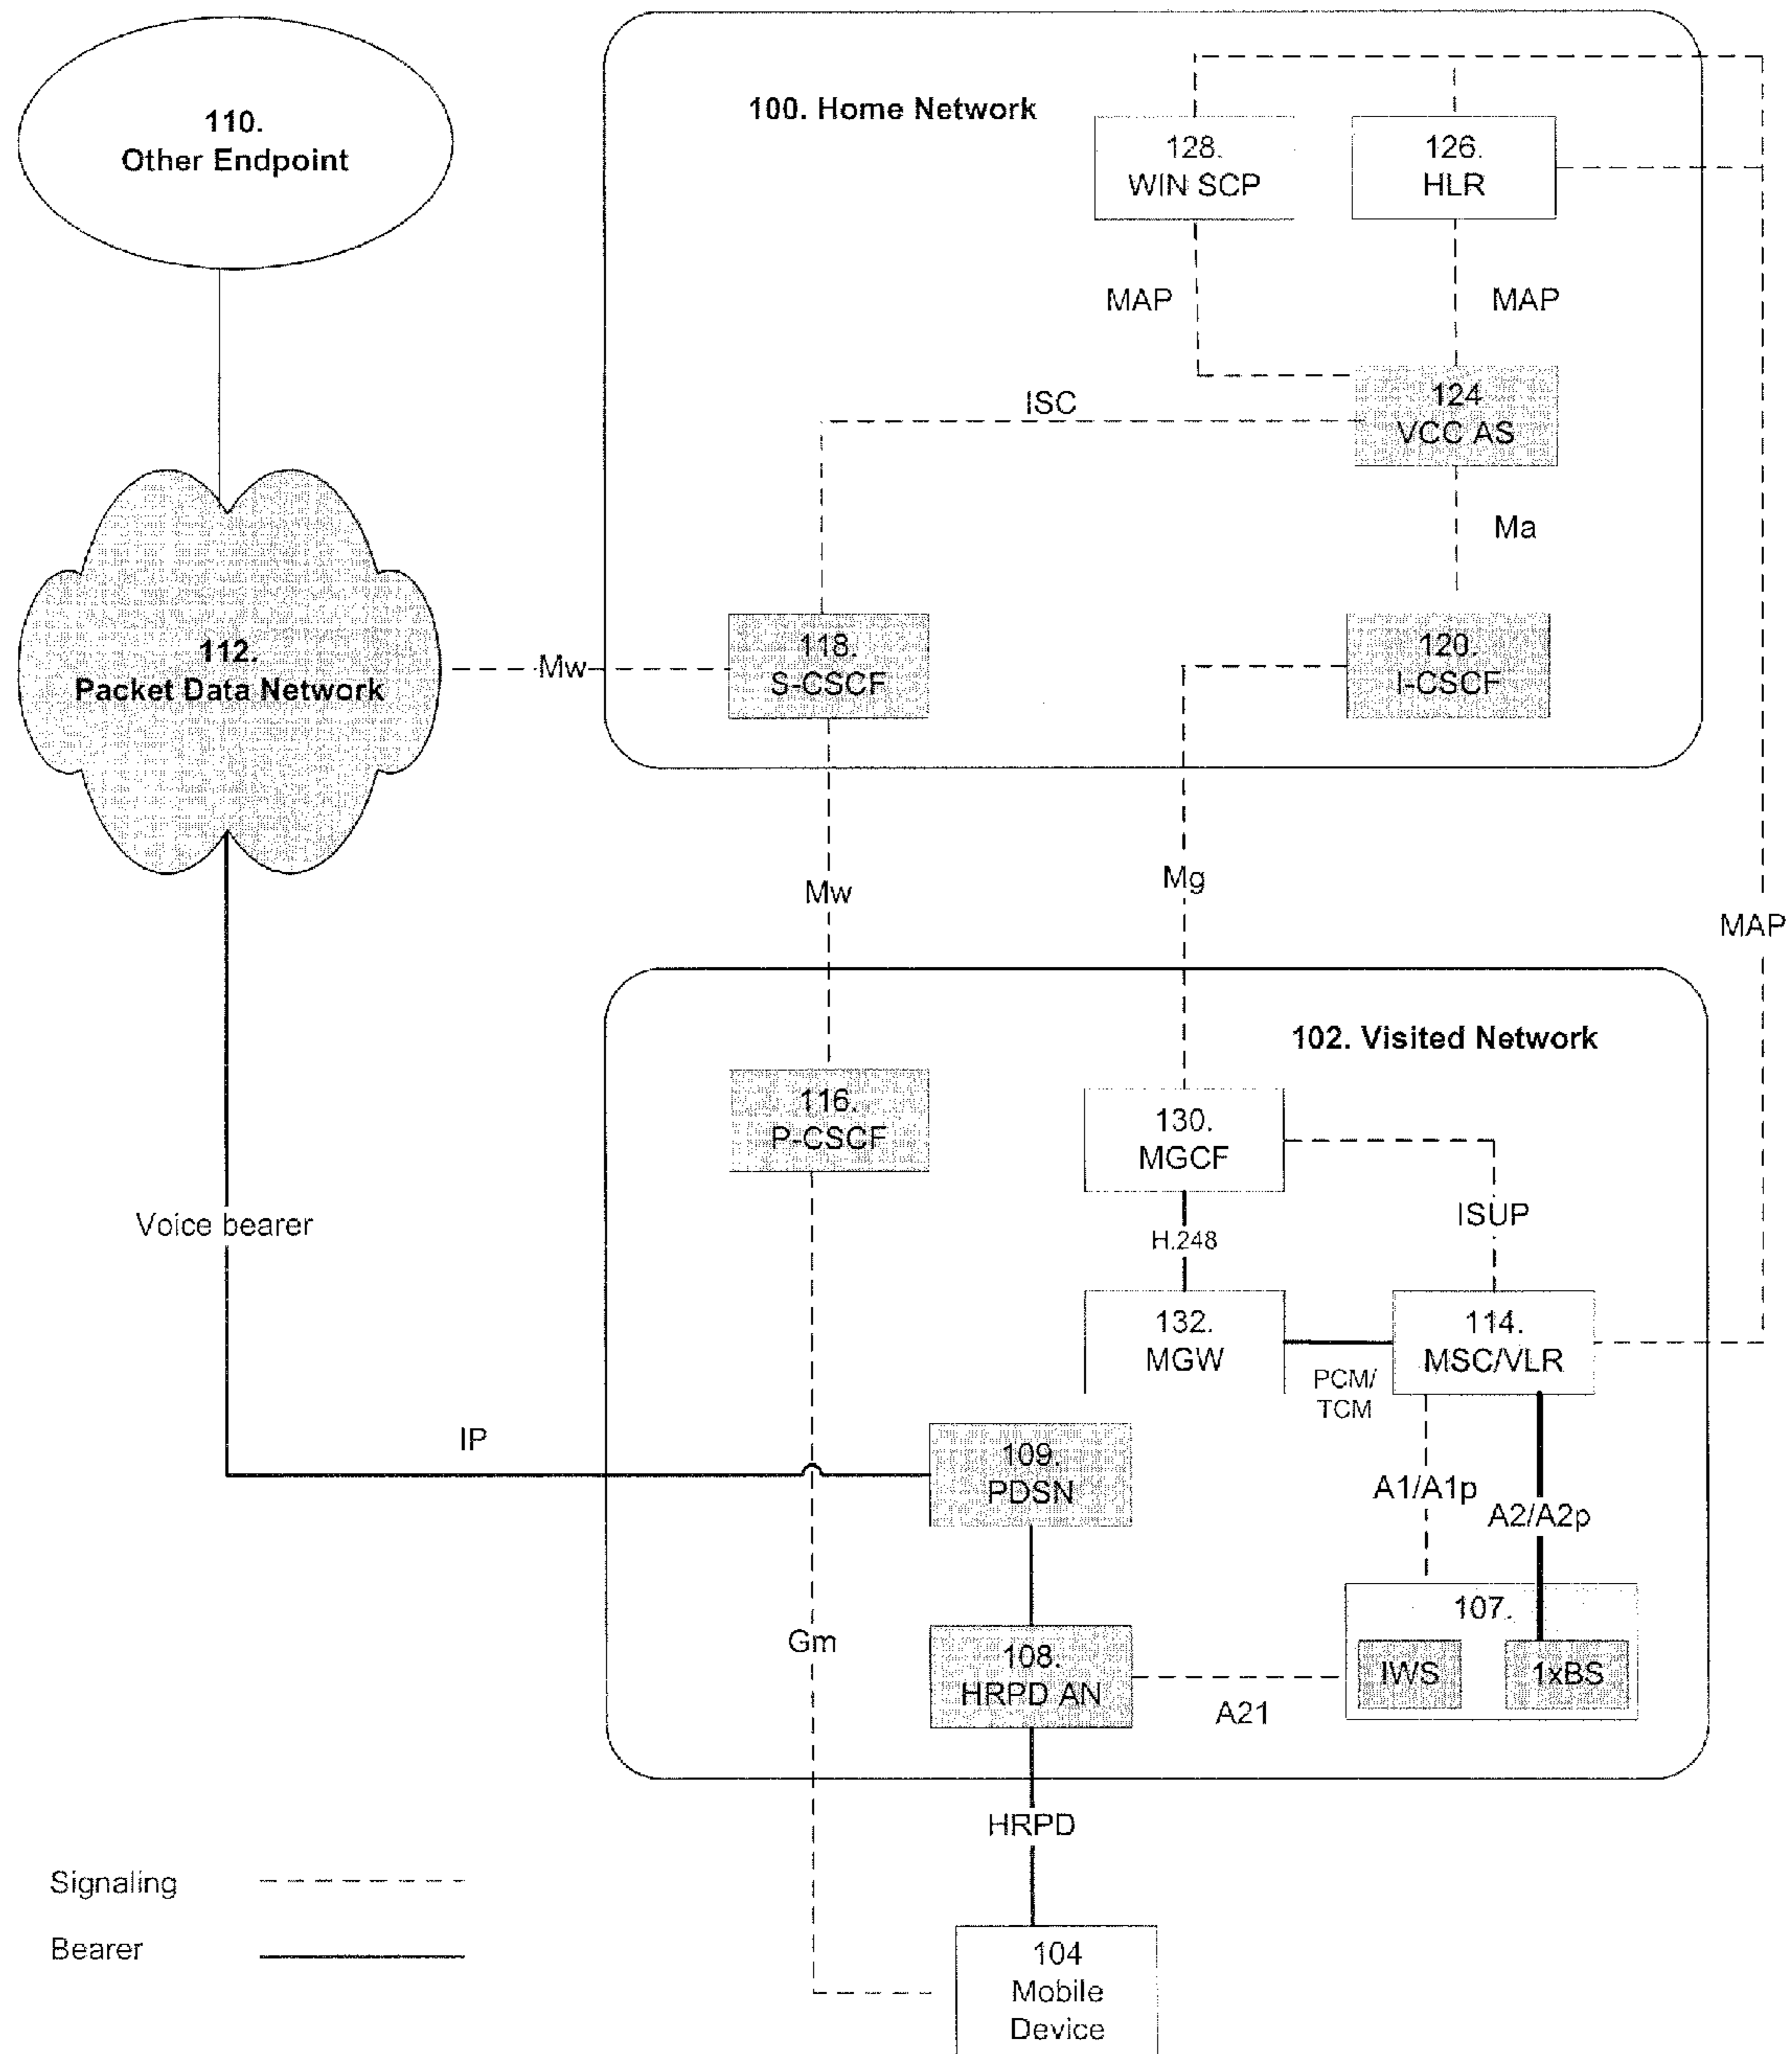 110.
Other Endpoint
100. Home Network
128.
WIN SCP
126.
HLR
MAP
MAP
ISC
124
VCC AS
Ma
112.
Packet Data Network
Mw
118.
S-CSCF
120.
I-CSCF
Mw
Mg
MAP
102. Visited Network
116.
P-CSCF
130.
MGCF
Voice bearer
ISUP
H.248
132.
MGW
114.
MSC/VLR
PCM/
TCM
IP
109.
PDSN
A1/A1p
A2/A2p
107.
Gm
108.
HRPD AN
IWS
1xBS
A21
HRPD
Signaling
Bearer
104
Mobile
Device